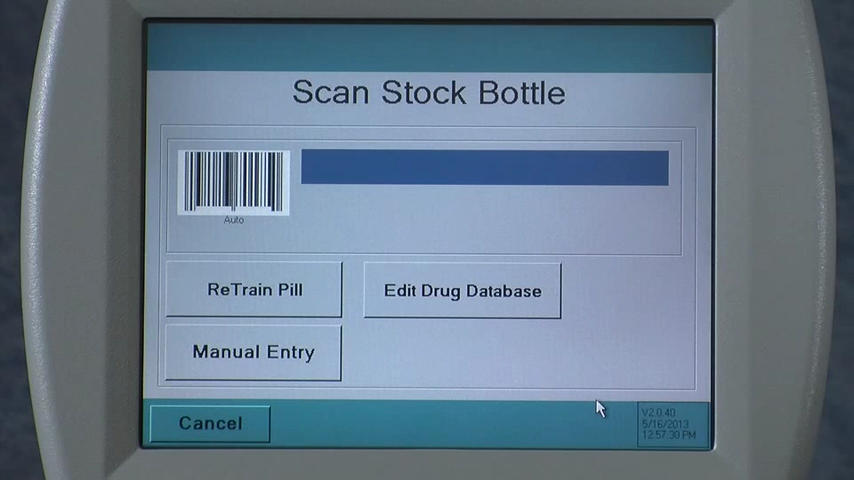 Scan Stock Bottle
Auto
ReTrain Pill
Edit Drug Database
Manual Entry
Cancel
V2.0.40
5/16/2013
12:57:30 PM